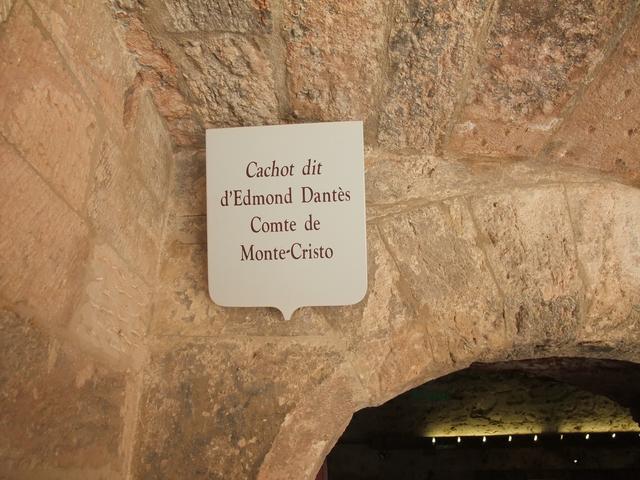 Cachot dit
d'Edmond Dantès
Comte de
Monte-Cristo